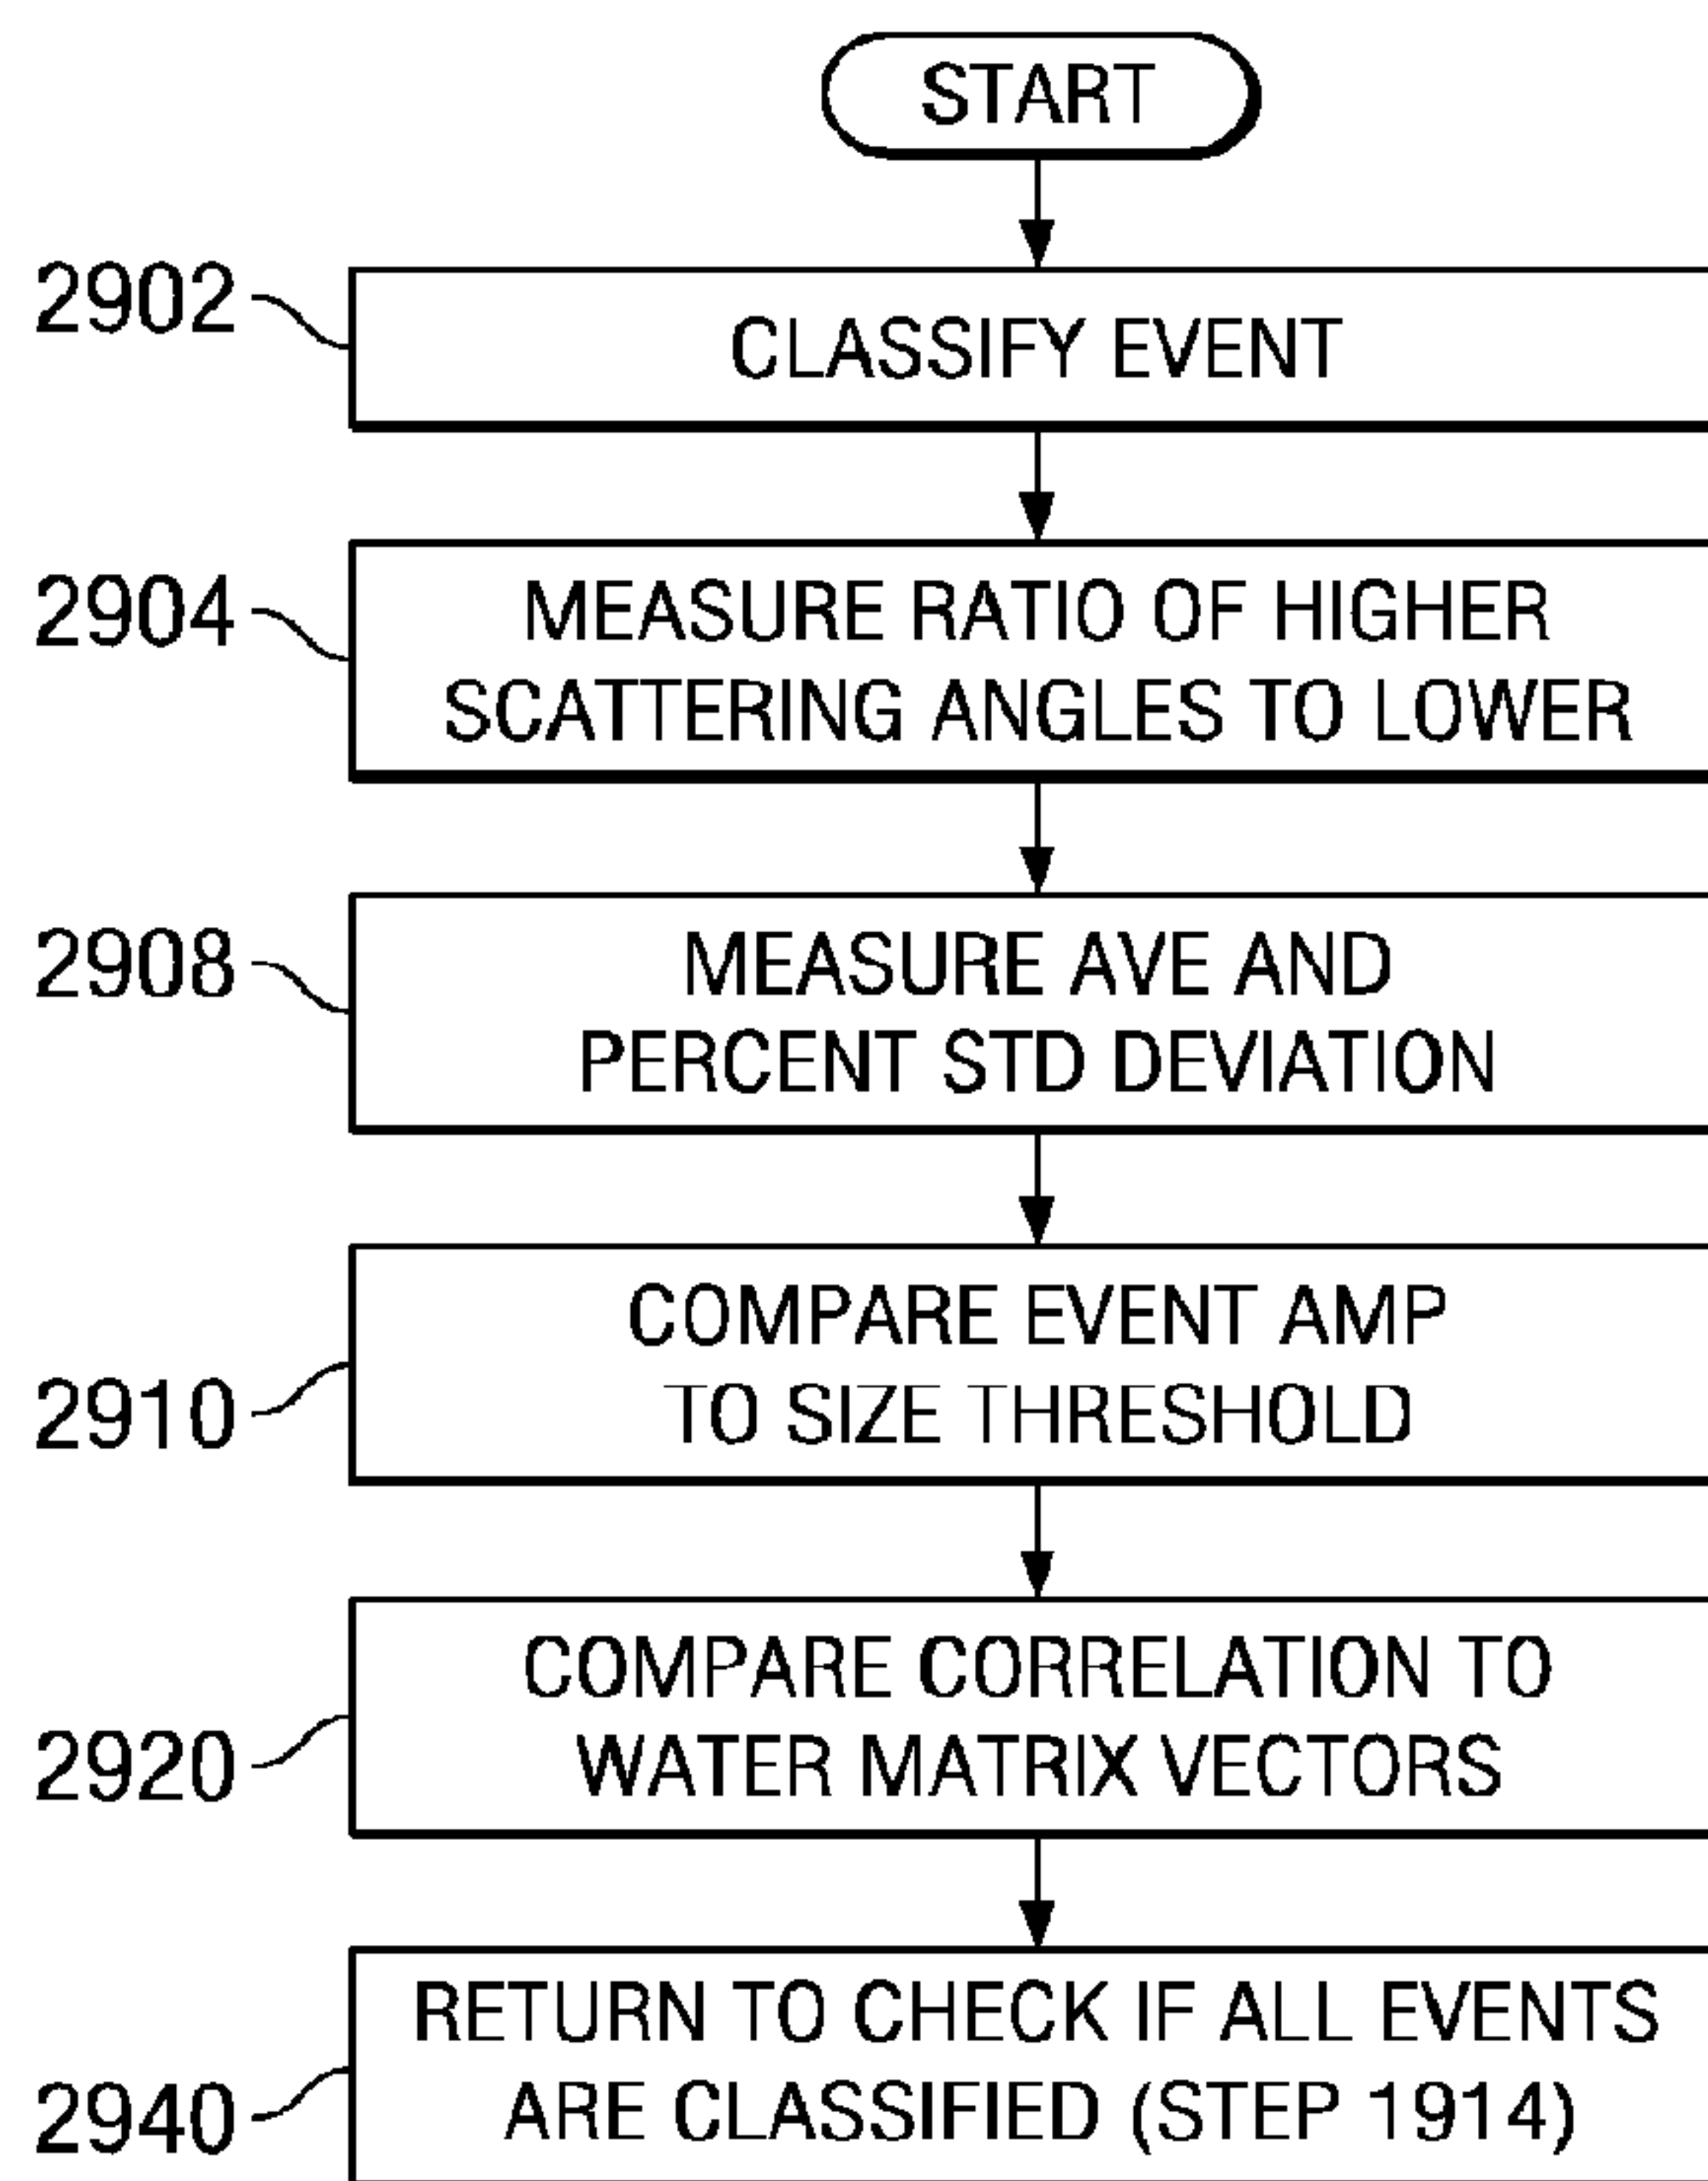 START
2902
CLASSIFY EVENT
2904
MEASURE RATIO OF HIGHER
SCATTERING ANGLES TO LOWER
2908
MEASURE AVE AND
PERCENT STD DEVIATION
2910
COMPARE EVENT AMP
TO SIZE THRESHOLD
2920
COMPARE CORRELATION TO
WATER MATRIX VECTORS
2940
RETURN TO CHECK IF ALL EVENTS
ARE CLASSIFIED (STEP 1914)